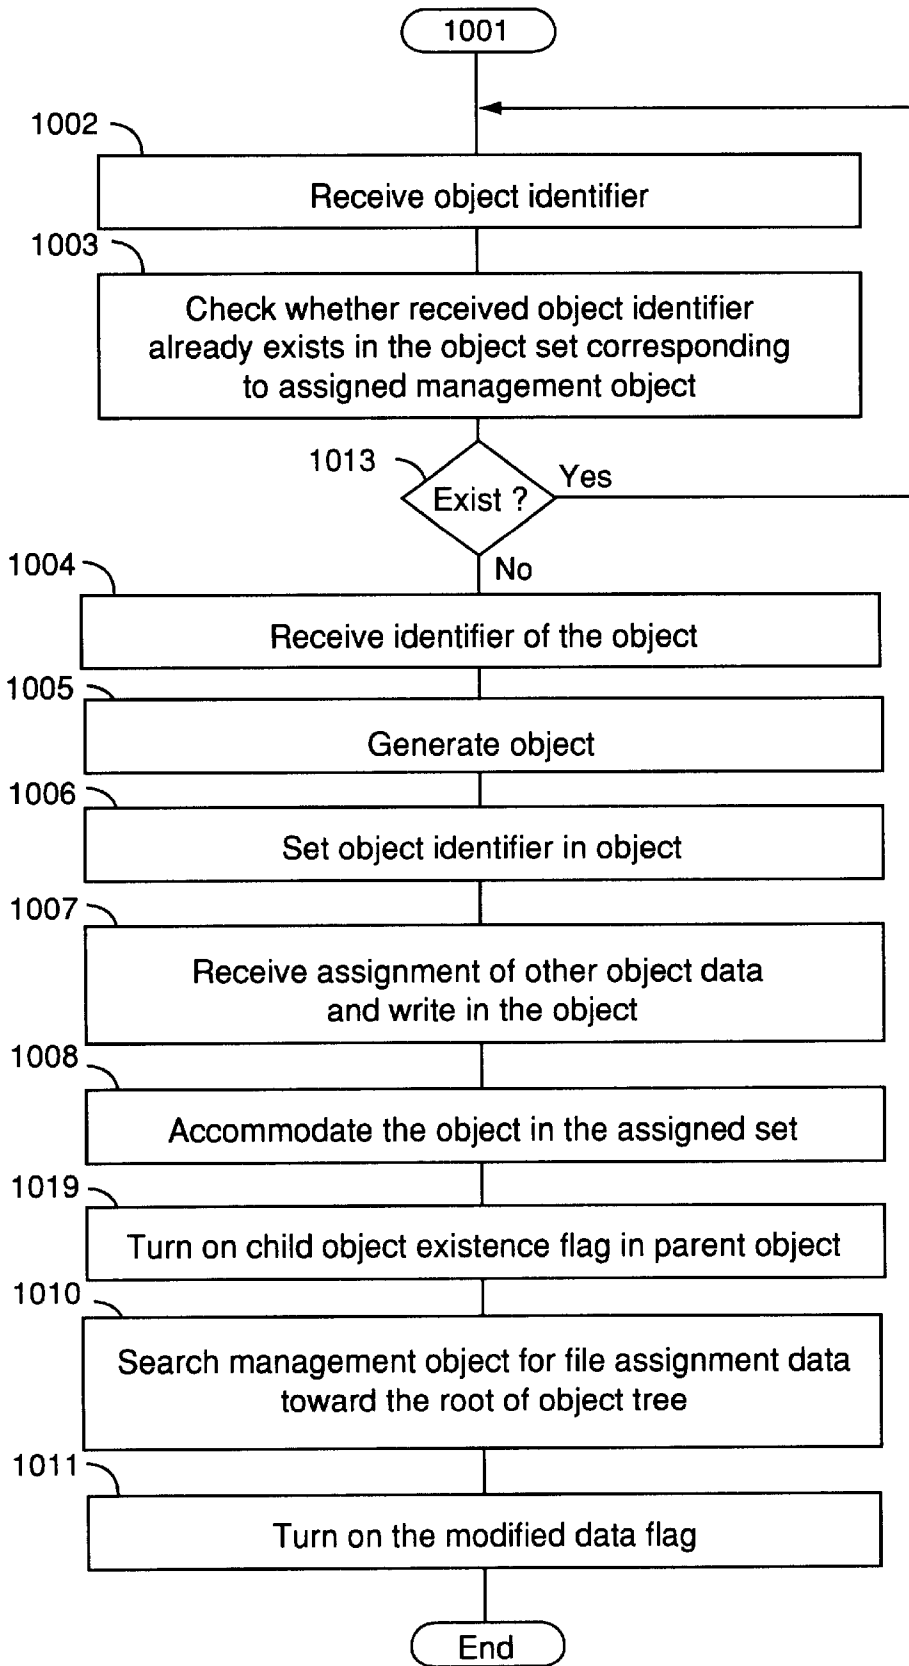 1001
1002
Receive object identifier
1003
Check whether received object identifier
already exists in the object set corresponding
to assigned management object
1013
Exist ?
Yes
No
1004
Receive identifier of the object
1005
Generate object
1006
Set object identifier in object
1007
Receive assignment of other object data
and write in the object
1008
Accommodate the object in the assigned set
1019
Turn on child object existence flag in parent object
1010
Search management object for file assignment data
toward the root of object tree
1011
Turn on the modified data flag
End